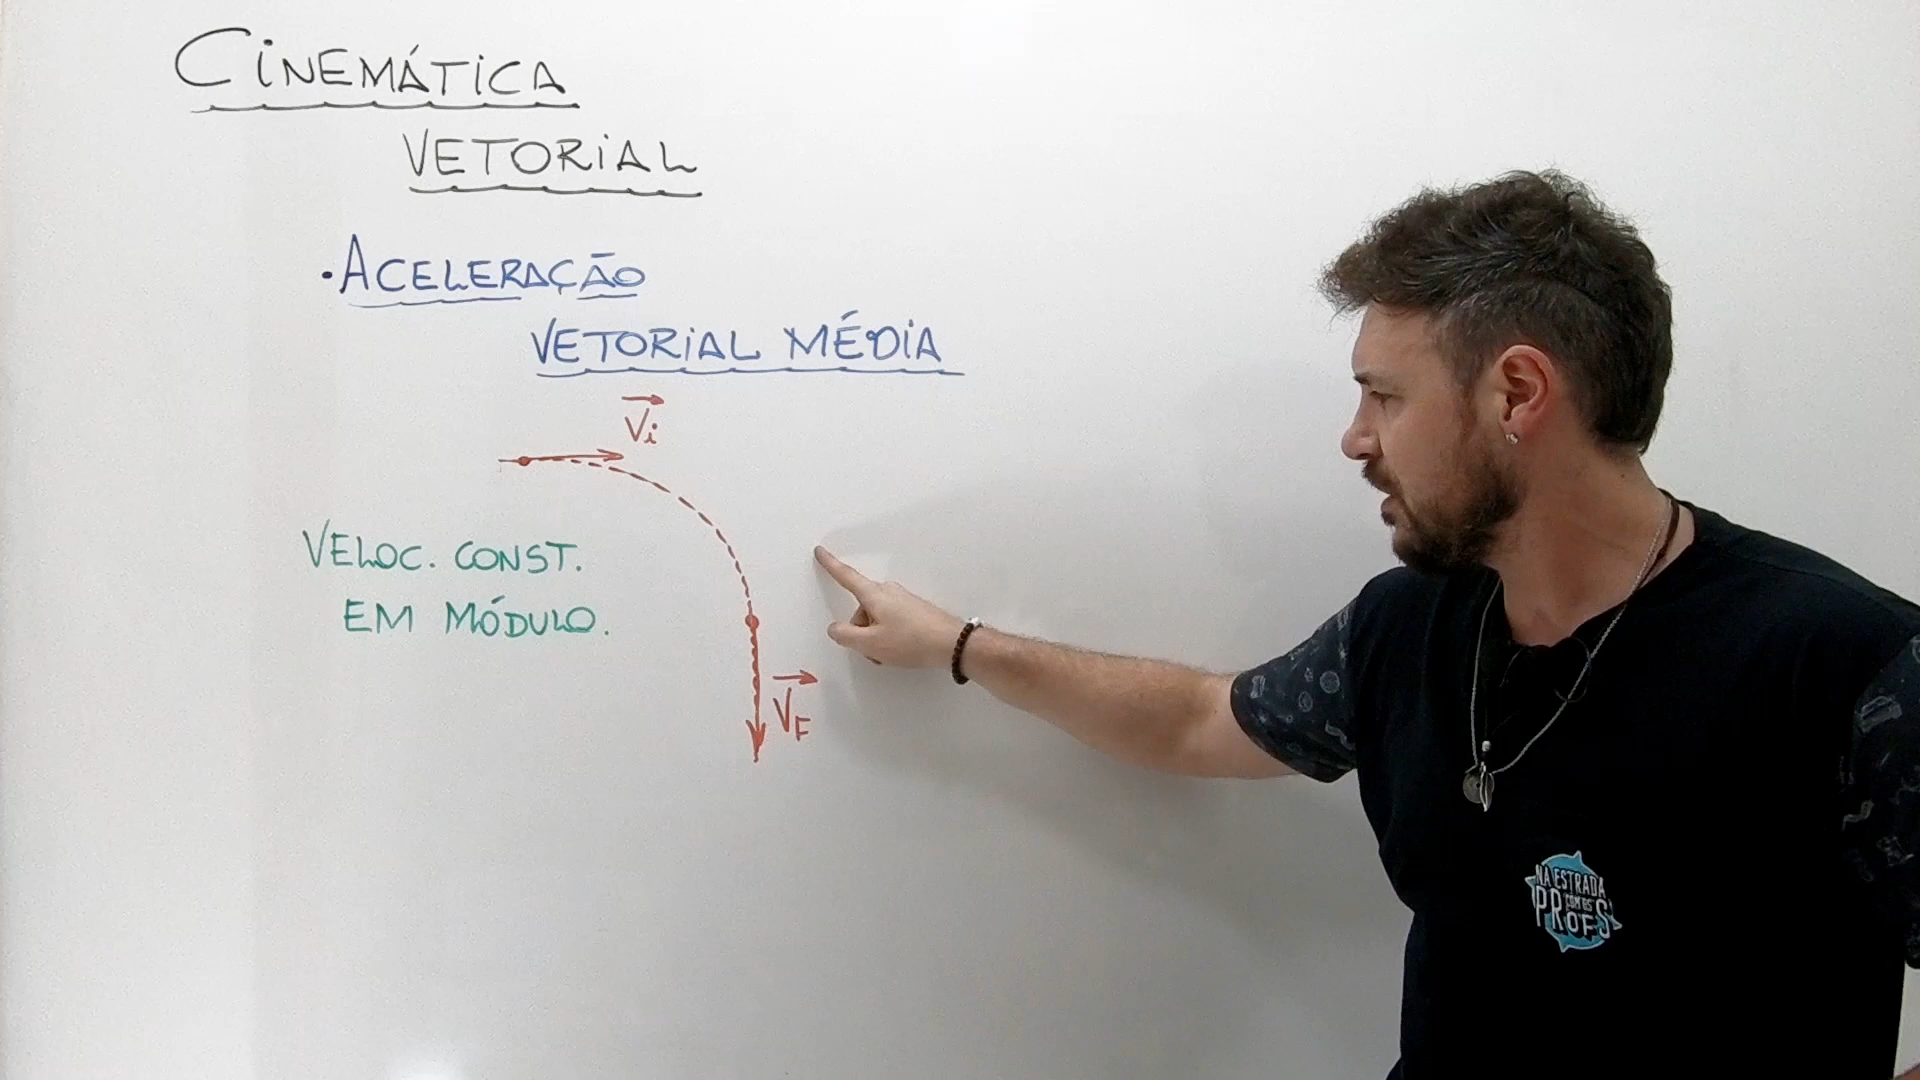 CINEMÁTICA
VETORIAL
• ACELERAÇÃO
VETORIAL MÉDIA
Vi
VELOC. CONST.
EM MÓDULO.
VF
NA ESTRADA
COM OS
PROFS